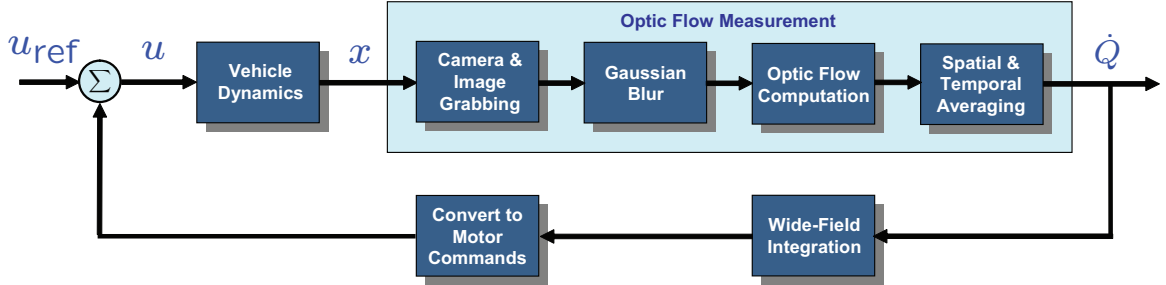 Optic Flow Measurement
u_ref
Σ
u
Vehicle
Dynamics
x
Camera &
Image
Grabbing
Gaussian
Blur
Optic Flow
Computation
Spatial &
Temporal
Averaging
Q̇
Convert to
Motor
Commands
Wide-Field
Integration